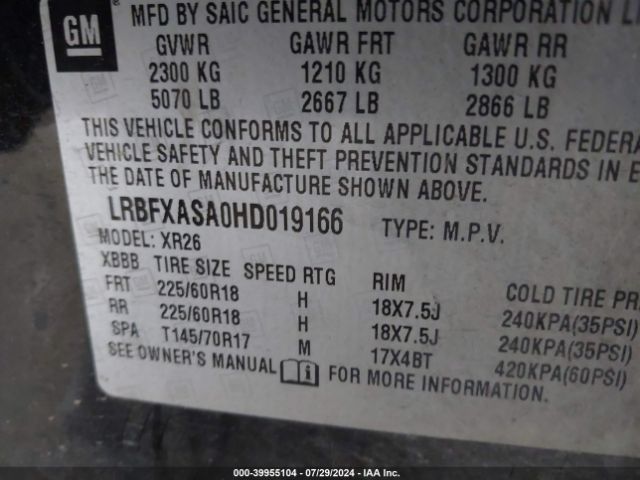 GM
MFD BY SAIC GENERAL MOTORS CORPORATION
GVWR GAWR FRT GAWR RR
2300 KG 1210 KG 1300 KG
5070 LB 2667 LB 2866 LB
THIS VEHICLE CONFORMS TO ALL APPLICABLE U.S. FEDERA
VEHICLE SAFETY AND THEFT PREVENTION STANDARDS IN E
THE DATE OF MANUFACTURE SHOWN ABOVE.
LRBFXASA0HD019166 TYPE: M.P.V.
MODEL: XR26
XBBB TIRE SIZE SPEED RTG RIM COLD TIRE PR
FRT 225/60R18 H 18X7.5J 240KPA(35PSI)
RR 225/60R18 H 18X7.5J 240KPA(35PSI)
SPA T145/70R17 M 17X4BT 420KPA(60PSI)
SEE OWNER'S MANUAL i FOR MORE INFORMATION.
000-39955104 / 07/29/2024 - IAA Inc.